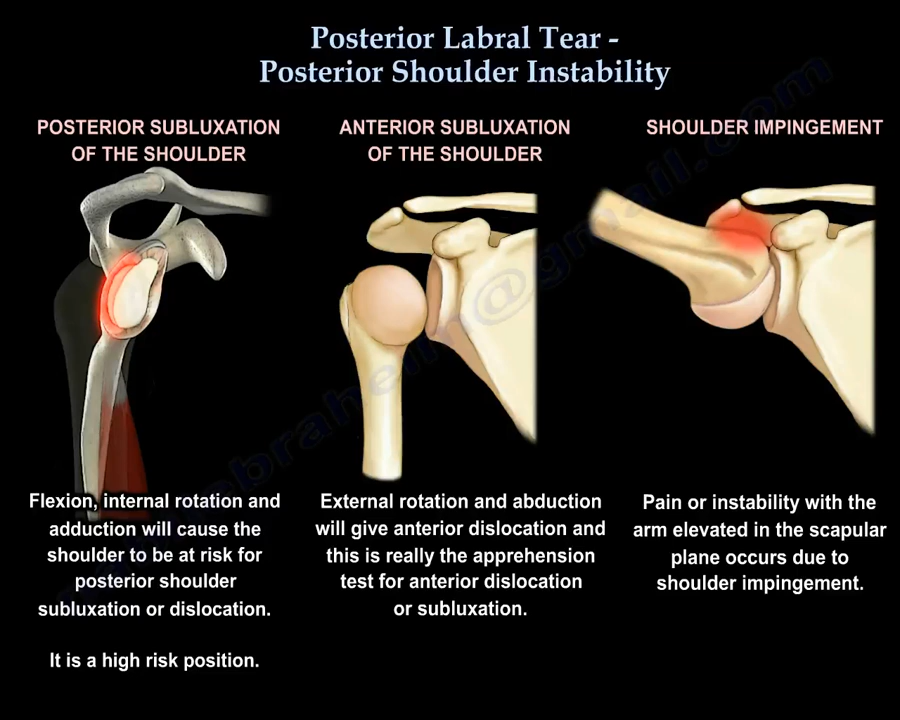 Posterior Labral Tear -
Posterior Shoulder Instability
POSTERIOR SUBLUXATION
OF THE SHOULDER
Flexion, internal rotation and
adduction will cause the
shoulder to be at risk for
posterior shoulder
subluxation or dislocation.
It is a high risk position.
ANTERIOR SUBLUXATION
OF THE SHOULDER
External rotation and abduction
will give anterior dislocation and
this is really the apprehension
test for anterior dislocation
or subluxation.
SHOULDER IMPINGEMENT
Pain or instability with the
arm elevated in the scapular
plane occurs due to
shoulder impingement.